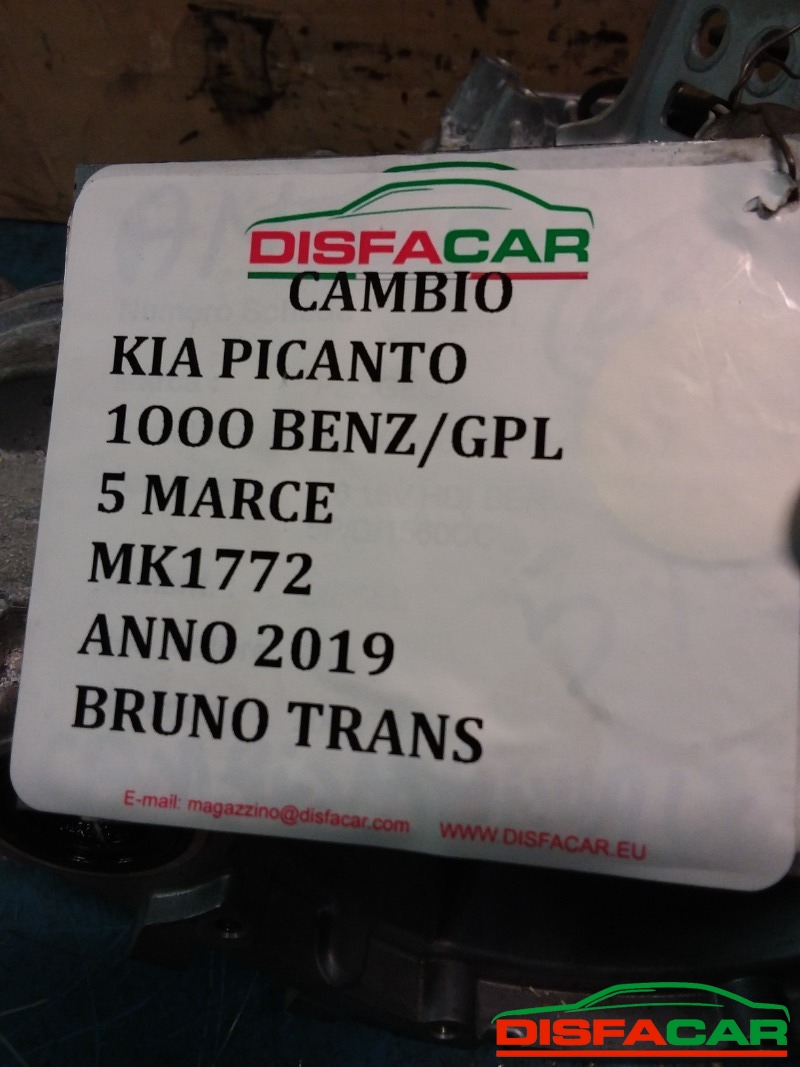 DISFACAR
CAMBIO
KIA PICANTO
1000 BENZ/GPL
5 MARCE
MK1772
ANNO 2019
BRUNO TRANS
E-mail: magazzino@disfacar.com WWW.DISFACAR.EU
DISFACAR